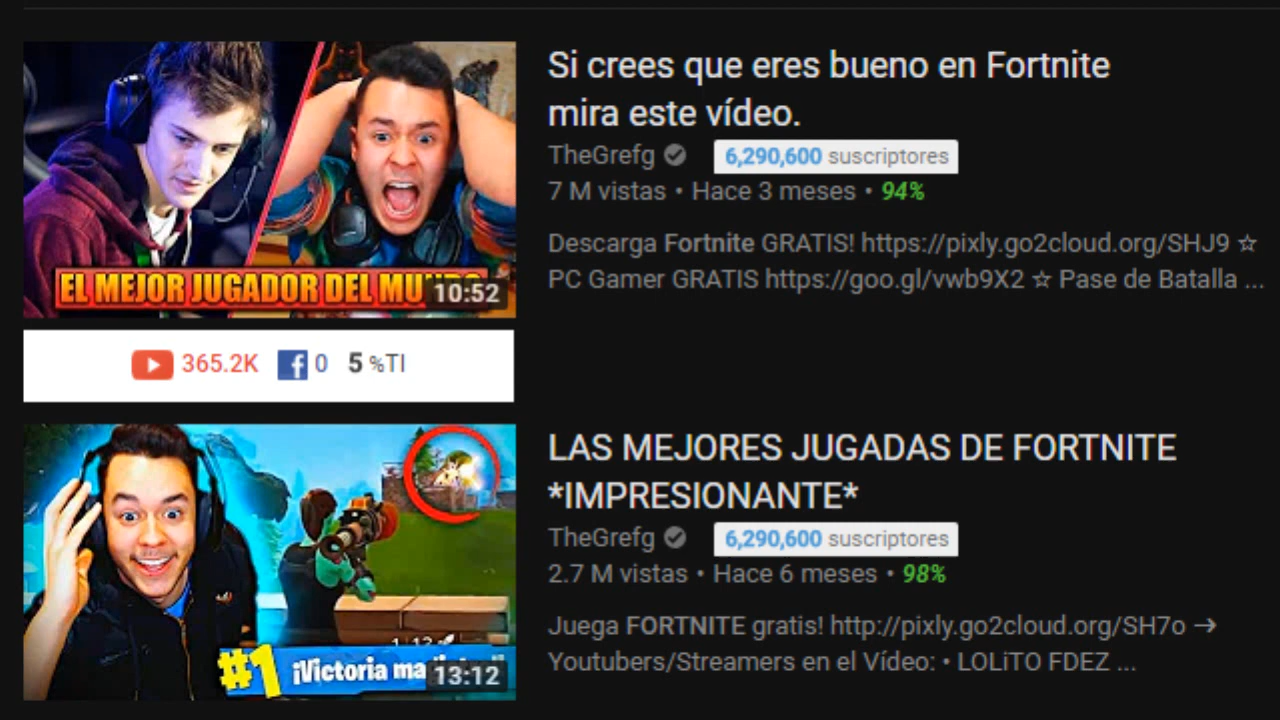 Si crees que eres bueno en Fortnite
mira este vídeo.
TheGrefg 6,290,600 suscriptores
7 M vistas • Hace 3 meses • 94%
Descarga Fortnite GRATIS! https://pixly.go2cloud.org/SHJ9 ☆
PC Gamer GRATIS https://goo.gl/vwb9X2 ☆ Pase de Batalla ...
EL MEJOR JUGADOR DEL
10:52
365.2K 0 5 %TI
LAS MEJORES JUGADAS DE FORTNITE
*IMPRESIONANTE*
TheGrefg 6,290,600 suscriptores
2.7 M vistas • Hace 6 meses • 98%
Juega FORTNITE gratis! http://pixly.go2cloud.org/SH7o →
Youtubers/Streamers en el Vídeo: • LOLiTO FDEZ ...
#1 ¡Victoria
13:12